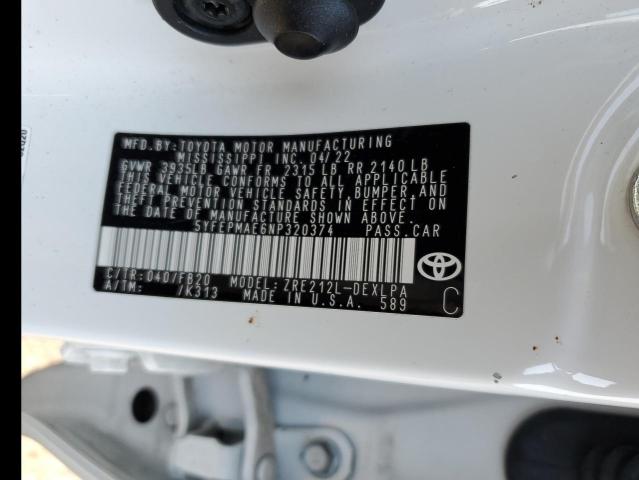 MFD.BY:TOYOTA MOTOR MANUFACTURING
MISSISSIPPI INC. 04/22
GVWR 3935LB GAWR FR 2315 LB RR 2140 LB
THIS VEHICLE CONFORMS TO ALL APPLICABLE
FEDERAL MOTOR VEHICLE SAFETY, BUMPER, AND
THEFT PREVENTION STANDARDS IN EFFECT ON
THE DATE OF MANUFACTURE SHOWN ABOVE.
5YFEPMAE6NP320374 PASS.CAR
C/TR: 040/FB20 MODEL: ZRE212L-DEXLPA
A/TM: /K313 MADE IN U.S.A. 589
C